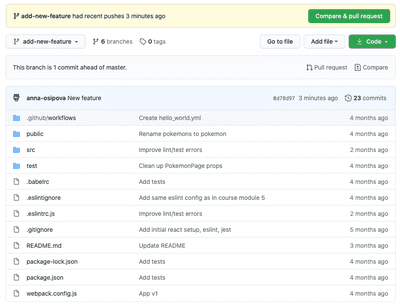 add-new-feature had recent pushes 3 minutes ago Compare & pull request
add-new-feature 6 branches 0 tags Go to file Add file Code
This branch is 1 commit ahead of master. Pull request Compare
anna-osipova New feature 0d78d97 3 minutes ago 23 commits
.github/workflows Create hello_world.yml 4 months ago
public Rename pokemons to pokemon 4 months ago
src Improve lint/test errors 2 months ago
test Clean up PokemonPage props 4 months ago
.babelrc Add tests 4 months ago
.eslintignore Add same eslint config as in course module 5 4 months ago
.eslintrc.js Improve lint/test errors 2 months ago
.gitignore Add initial react setup, eslint, jest 5 months ago
README.md Update README 3 months ago
package-lock.json Add tests 4 months ago
package.json Add tests 4 months ago
webpack.config.js App v1 4 months ago